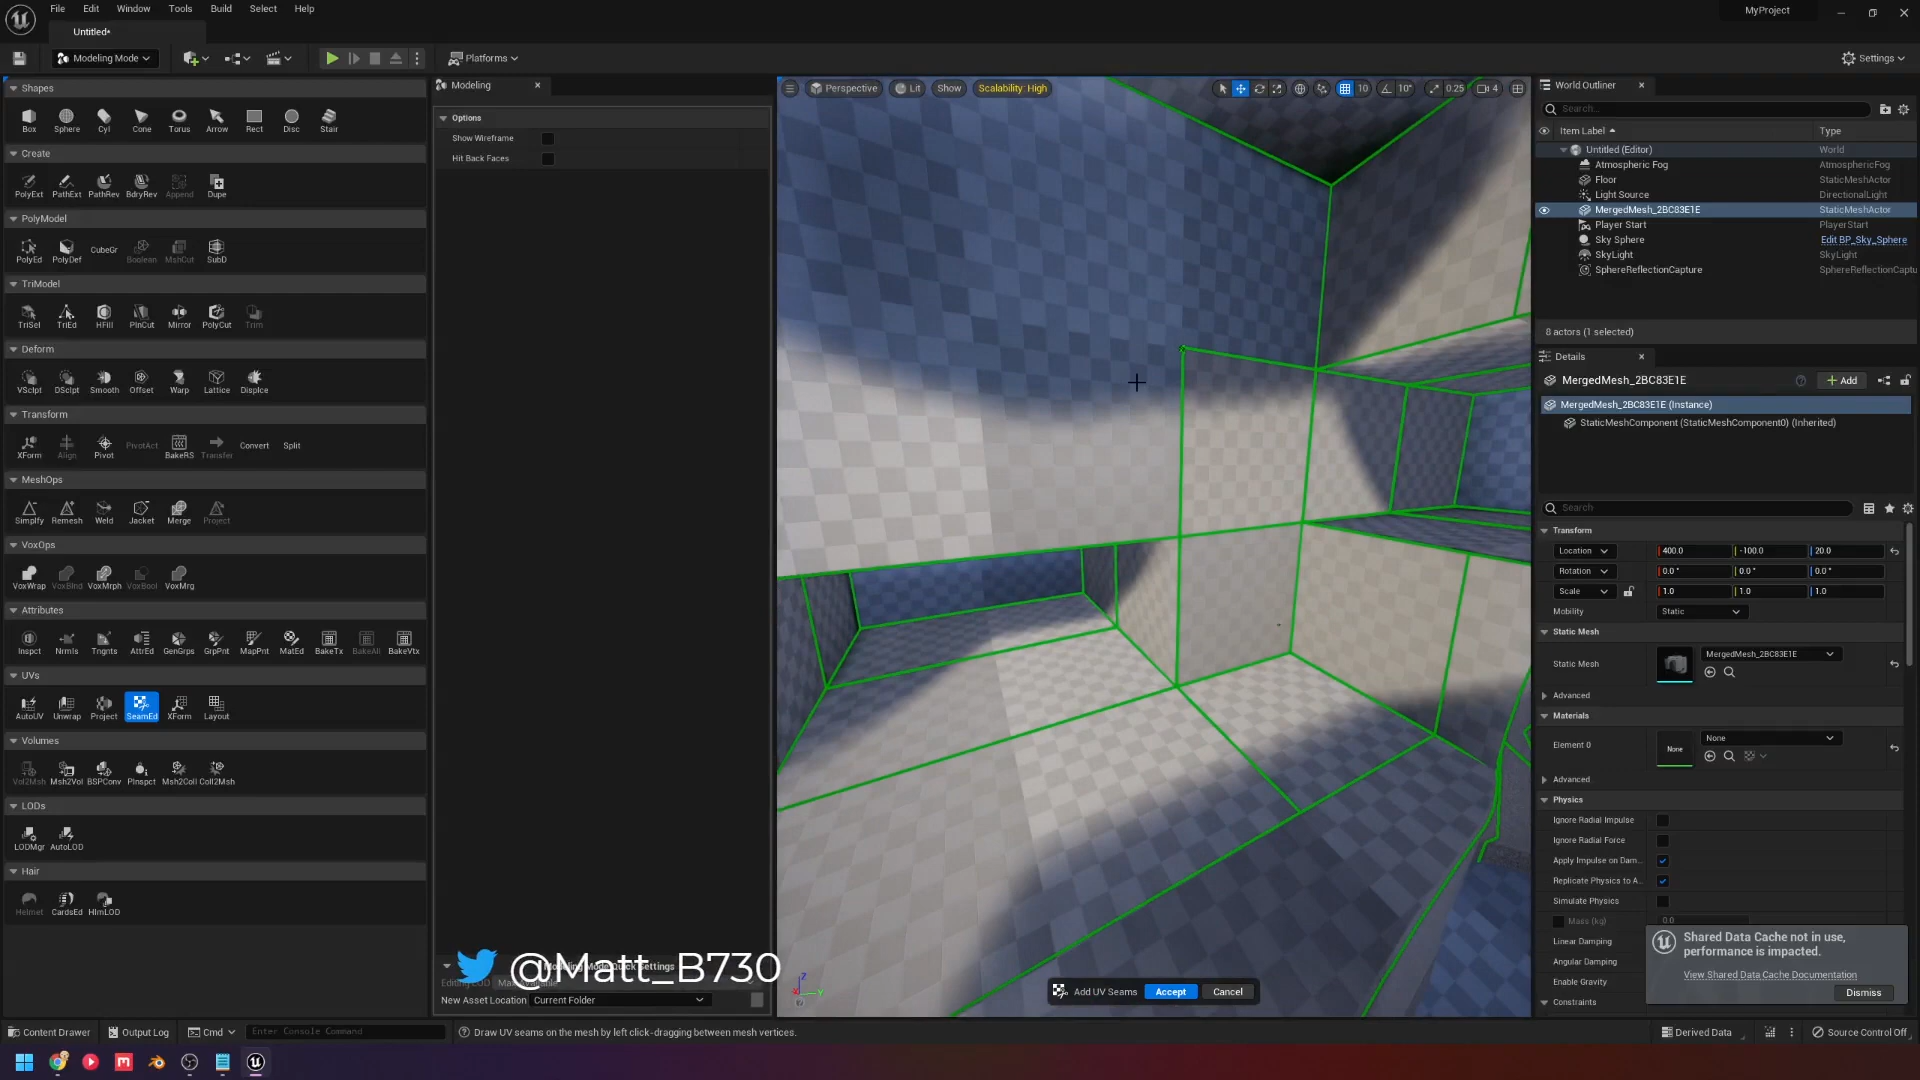 File Edit Window Tools Build Select Help
MyProject
Untitled*
Modeling Mode
Platforms
Settings
Shapes
Box Sphere Cyl Cone Torus Arrow Rect Disc Stair
Create
PolyExt PathExt PathRev BdryRev Append Dupe
PolyModel
PolyEd PolyDef CubeGr Boolean MshCut SubD
TriModel
TriSel TriEd HFill PlnCut Mirror PolyCut Trim
Deform
VSclpt DSclpt Smooth Offset Warp Lattice Displce
Transform
XForm Align Pivot PivotAct BakeRS Transfer Convert Split
MeshOps
Simplfy Remesh Weld Jacket Merge Project
VoxOps
VoxWrap VoxBlnd VoxMrph VoxBool VoxMrg
Attributes
Inspct Nrmls Tngnts AttrEd GenGrps GrpPnt MapPnt MatEd BakeTx BakeAll BakeVtx
UVs
AutoUV Unwrap Project SeamEd XForm Layout
Volumes
Vol2Msh Msh2Vol BSPConv PInspct Msh2Coll Coll2Msh
LODs
LODMgr AutoLOD
Hair
Helmet CardsEd HlmLOD
Modeling
Options
Show Wireframe
Hit Back Faces
@Matt_B730
New Asset Location Current Folder
Perspective Lit Show Scalability: High
10 10° 0.25 4
Add UV Seams Accept Cancel
World Outliner
Search...
Item Label Type
Untitled (Editor) World
Atmospheric Fog AtmosphericFog
Floor StaticMeshActor
Light Source DirectionalLight
MergedMesh_2BC83E1E StaticMeshActor
Player Start PlayerStart
Sky Sphere Edit BP_Sky_Sphere
SkyLight SkyLight
SphereReflectionCapture SphereReflectionCaptu
8 actors (1 selected)
Details
MergedMesh_2BC83E1E
Add
MergedMesh_2BC83E1E (Instance)
StaticMeshComponent (StaticMeshComponent0) (Inherited)
Search
Transform
Location 400.0 -100.0 20.0
Rotation 0.0° 0.0° 0.0°
Scale 1.0 1.0 1.0
Mobility Static
Static Mesh
Static Mesh MergedMesh_2BC83E1E
Advanced
Materials
Element 0 None None
Advanced
Physics
Ignore Radial Impulse
Ignore Radial Force
Apply Impulse on Dam...
Replicate Physics to A...
Simulate Physics
Mass (kg) 0.0
Linear Damping
Angular Damping
Enable Gravity
Constraints
Shared Data Cache not in use,
performance is impacted.
View Shared Data Cache Documentation
Dismiss
Content Drawer Output Log Cmd Enter Console Command
Draw UV seams on the mesh by left click-dragging between mesh vertices.
Derived Data Source Control Off